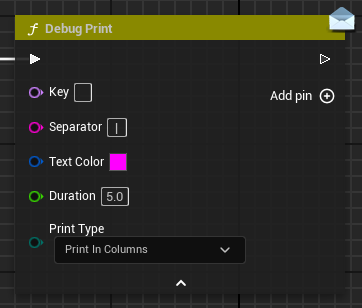 f Debug Print
Key
Add pin
Separator |
Text Color
Duration 5.0
Print Type
Print In Columns